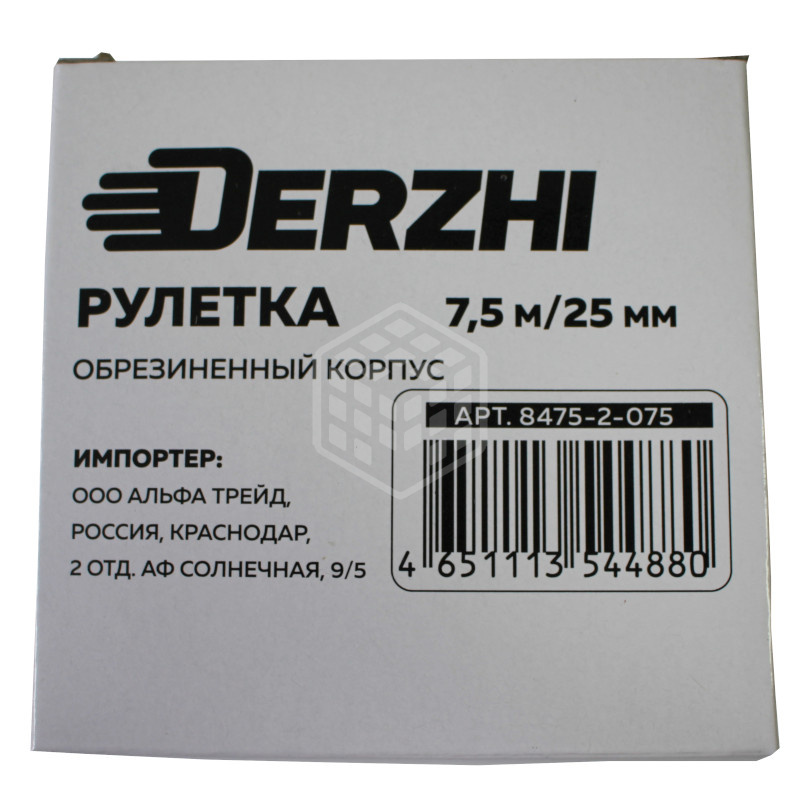 DERZHI
РУЛЕТКА 7,5 м/25 мм
ОБРЕЗИНЕННЫЙ КОРПУС
АРТ. 8475-2-075
ИМПОРТЕР:
ООО АЛЬФА ТРЕЙД,
РОССИЯ, КРАСНОДАР,
2 ОТД. АФ СОЛНЕЧНАЯ, 9/5
4 651113 544880